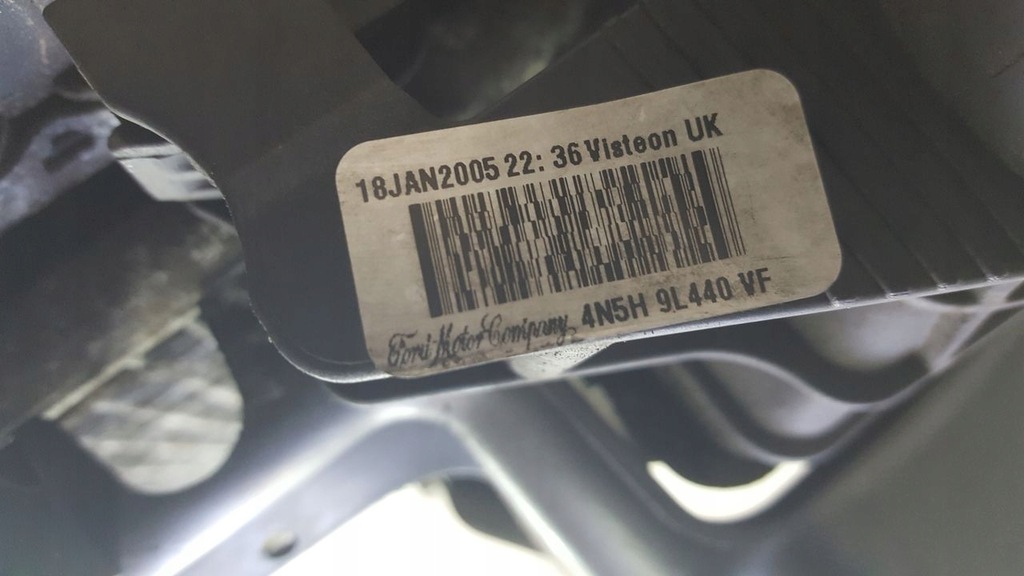 18JAN2005 22: 36 Visteon UK
Ford Motor Company 4N5H 9L440 VF